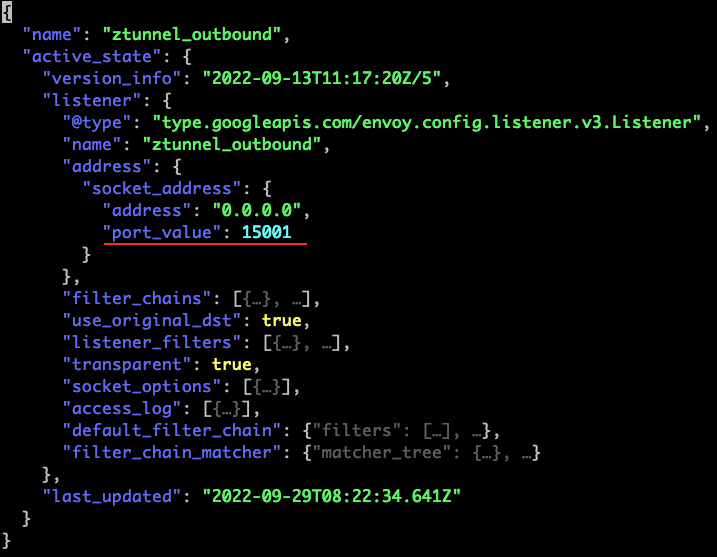 {
  "name": "ztunnel_outbound",
  "active_state": {
    "version_info": "2022-09-13T11:17:20Z/5",
    "listener": {
      "@type": "type.googleapis.com/envoy.config.listener.v3.Listener",
      "name": "ztunnel_outbound",
      "address": {
        "socket_address": {
          "address": "0.0.0.0",
          "port_value": 15001
        }
      },
      "filter_chains": [{…}, …],
      "use_original_dst": true,
      "listener_filters": [{…}, …],
      "transparent": true,
      "socket_options": [{…}],
      "access_log": [{…}],
      "default_filter_chain": {"filters": […], …},
      "filter_chain_matcher": {"matcher_tree": {…}, …}
    },
    "last_updated": "2022-09-29T08:22:34.641Z"
  }
}